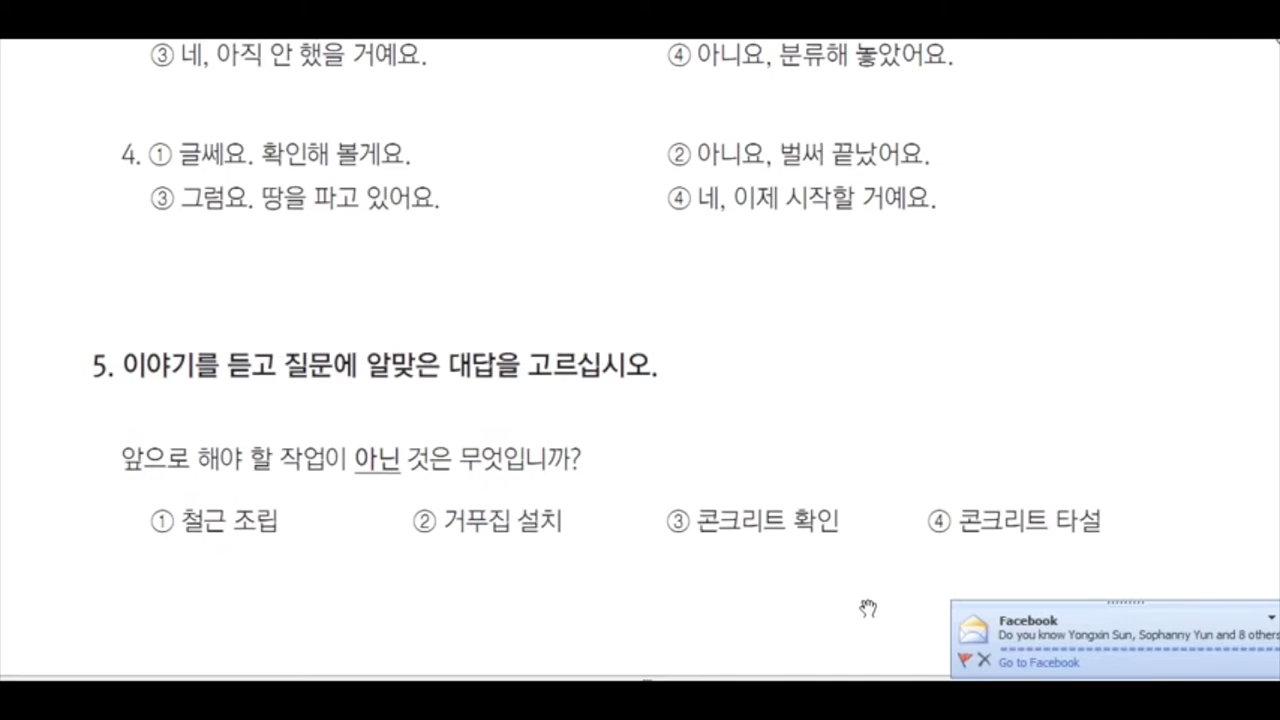 ③ 네, 아직 안 했을 거예요. ④ 아니요, 분류해 놓았어요.
4. ① 글쎄요. 확인해 볼게요. ② 아니요, 벌써 끝났어요.
③ 그럼요. 땅을 파고 있어요. ④ 네, 이제 시작할 거예요.
5. 이야기를 듣고 질문에 알맞은 대답을 고르십시오.
앞으로 해야 할 작업이 아닌 것은 무엇입니까?
① 철근 조립 ② 거푸집 설치 ③ 콘크리트 확인 ④ 콘크리트 타설
Facebook
Do you know Yongxin Sun, Sophanny Yun and 8 others
Go to Facebook